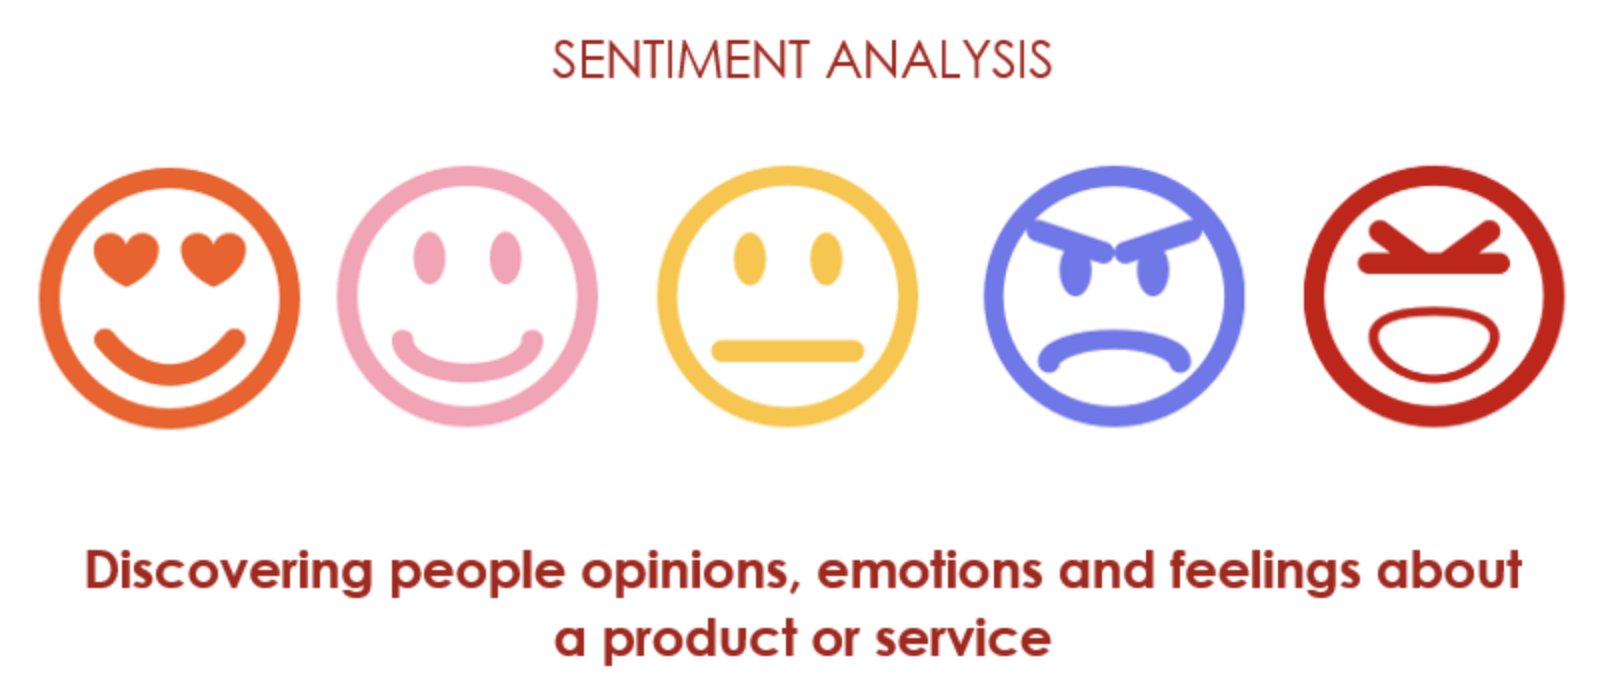 SENTIMENT ANALYSIS
Discovering people opinions, emotions and feelings about
a product or service